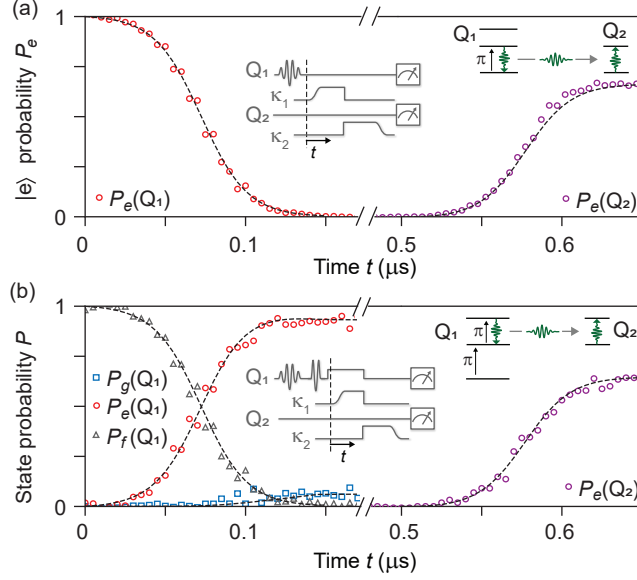 (a)
|e⟩ probability P_e
1
0
Q₁
κ₁
Q₂
κ₂
t
Q₁
Q₂
π
P_e(Q₁)
P_e(Q₂)
0
0.1
0.5
0.6
Time t (μs)
(b)
State probability P
1
0
P_g(Q₁)
P_e(Q₁)
P_f(Q₁)
Q₁
κ₁
Q₂
κ₂
t
Q₁
Q₂
π
π
P_e(Q₂)
0
0.1
0.5
0.6
Time t (μs)